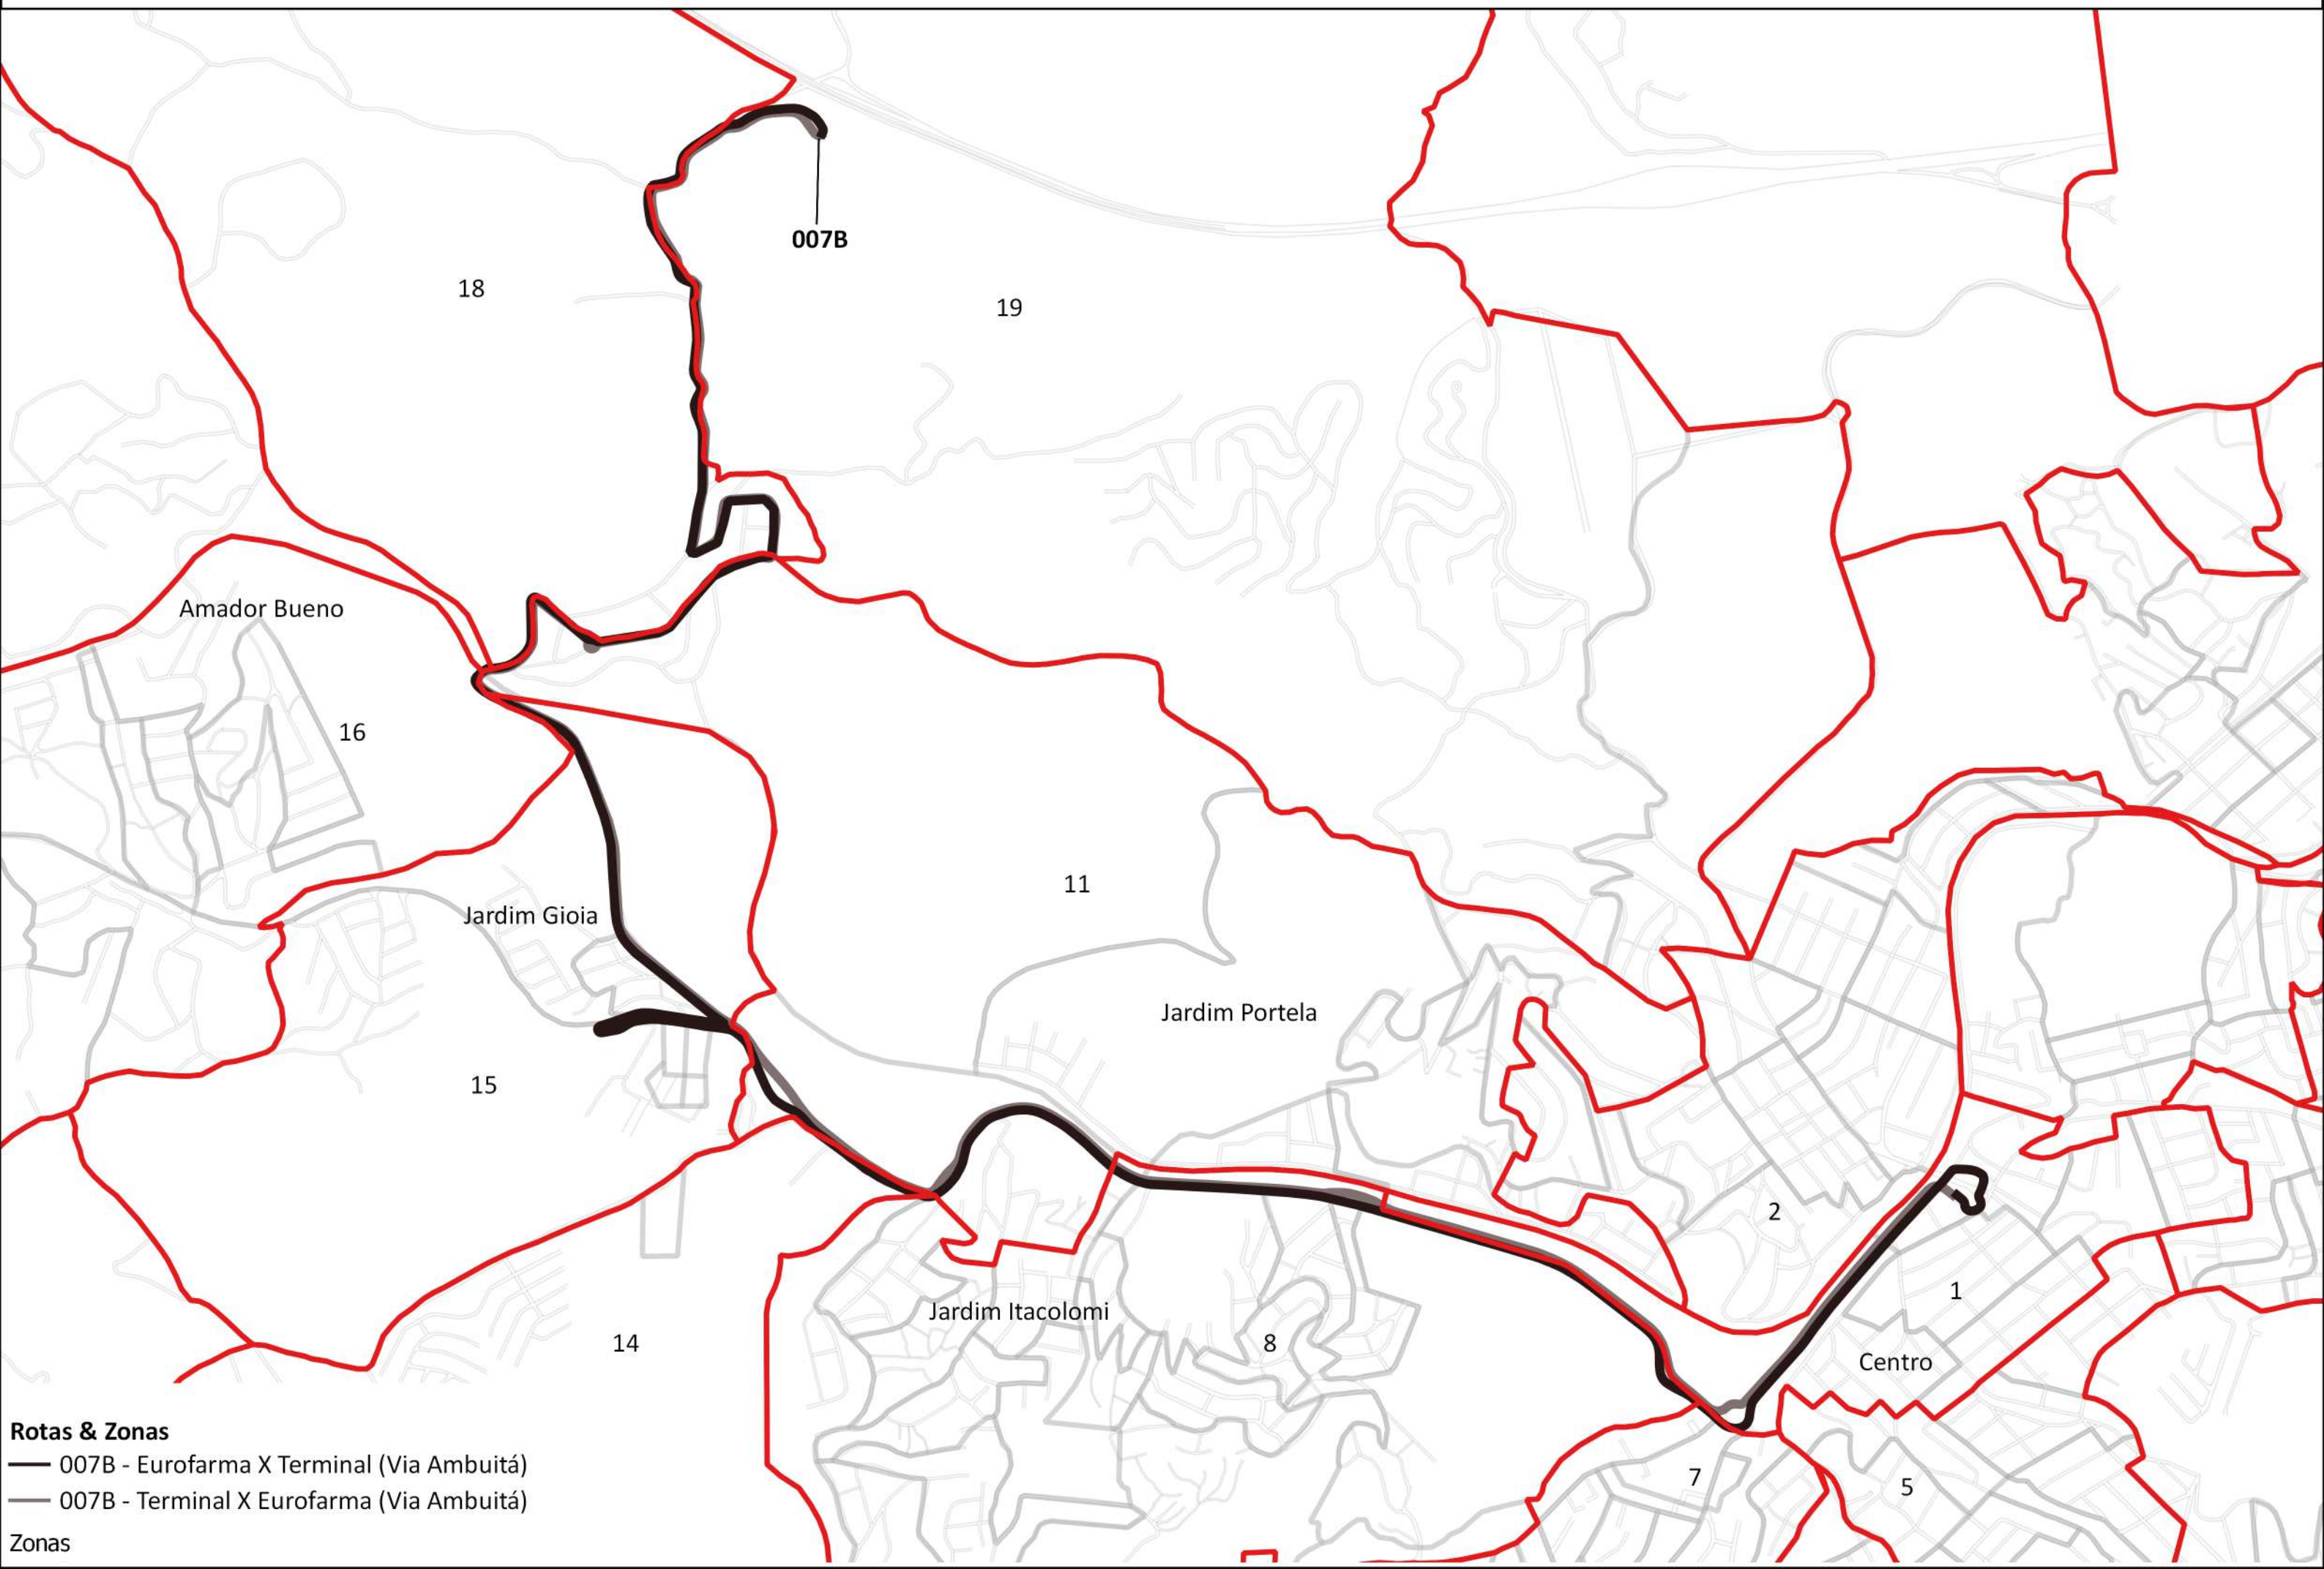 007B
18
19
Amador Bueno
16
11
Jardim Gioia
Jardim Portela
15
2
1
Jardim Itacolomi
14
8
Centro
7
5
Rotas & Zonas
007B - Eurofarma X Terminal (Via Ambuitá)
007B - Terminal X Eurofarma (Via Ambuitá)
Zonas